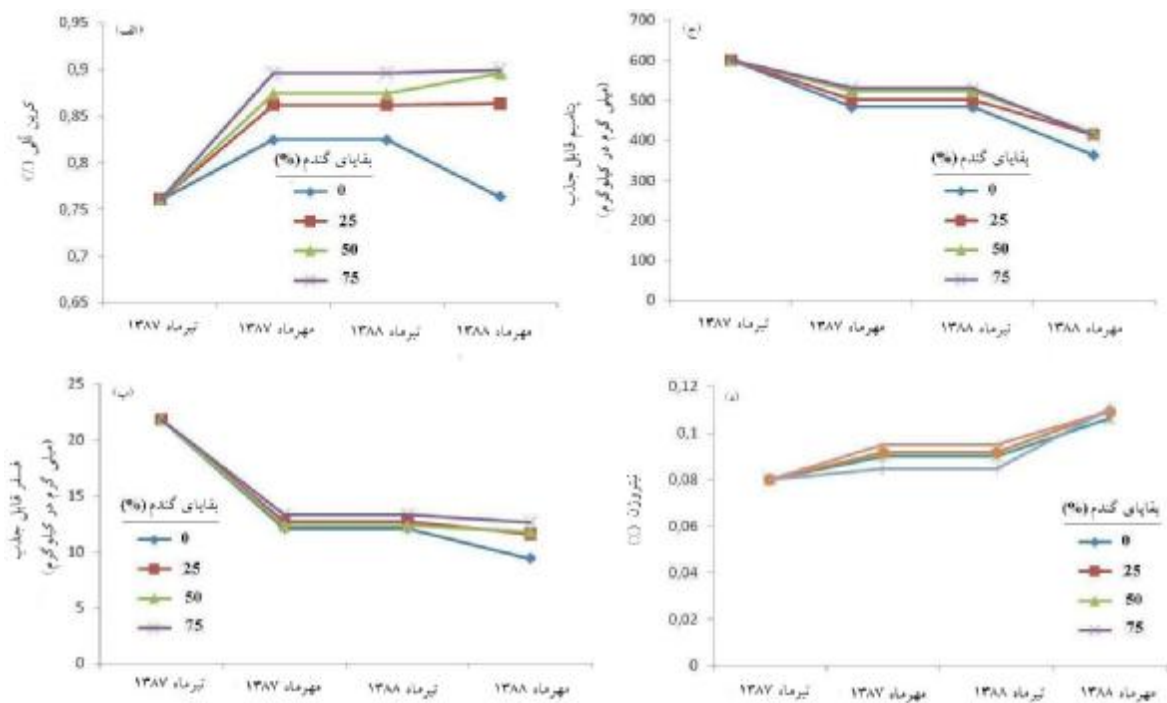 (الف)
کربن آلی (٪)
0,95
0,9
0,85
0,8
0,75
0,7
0,65
بقایای گندم (%)
0
25
50
75
تیرماه ۱۳۸۷
مهرماه ۱۳۸۷
تیرماه ۱۳۸۸
مهرماه ۱۳۸۸
(ج)
پتاسیم قابل جذب
(میلی گرم در کیلوگرم)
700
600
500
400
300
200
100
0
بقایای گندم (%)
0
25
50
75
تیرماه ۱۳۸۷
مهرماه ۱۳۸۷
تیرماه ۱۳۸۸
مهرماه ۱۳۸۸
(ب)
فسفر قابل جذب
(میلی گرم در کیلوگرم)
25
20
15
10
5
0
بقایای گندم (%)
0
25
50
75
تیرماه ۱۳۸۷
مهرماه ۱۳۸۷
تیرماه ۱۳۸۸
مهرماه ۱۳۸۸
(د)
نیتروژن (٪)
0,12
0,1
0,08
0,06
0,04
0,02
0
بقایای گندم (%)
0
25
50
75
تیرماه ۱۳۸۷
مهرماه ۱۳۸۷
تیرماه ۱۳۸۸
مهرماه ۱۳۸۸